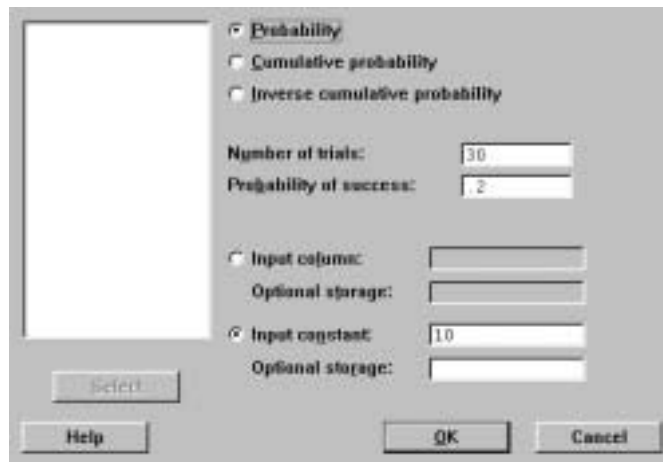 Probability
Cumulative probability
Inverse cumulative probability
Number of trials: 30
Probability of success: .2
Input column:
Optional storage:
Input constant: 10
Optional storage:
Select
Help OK Cancel